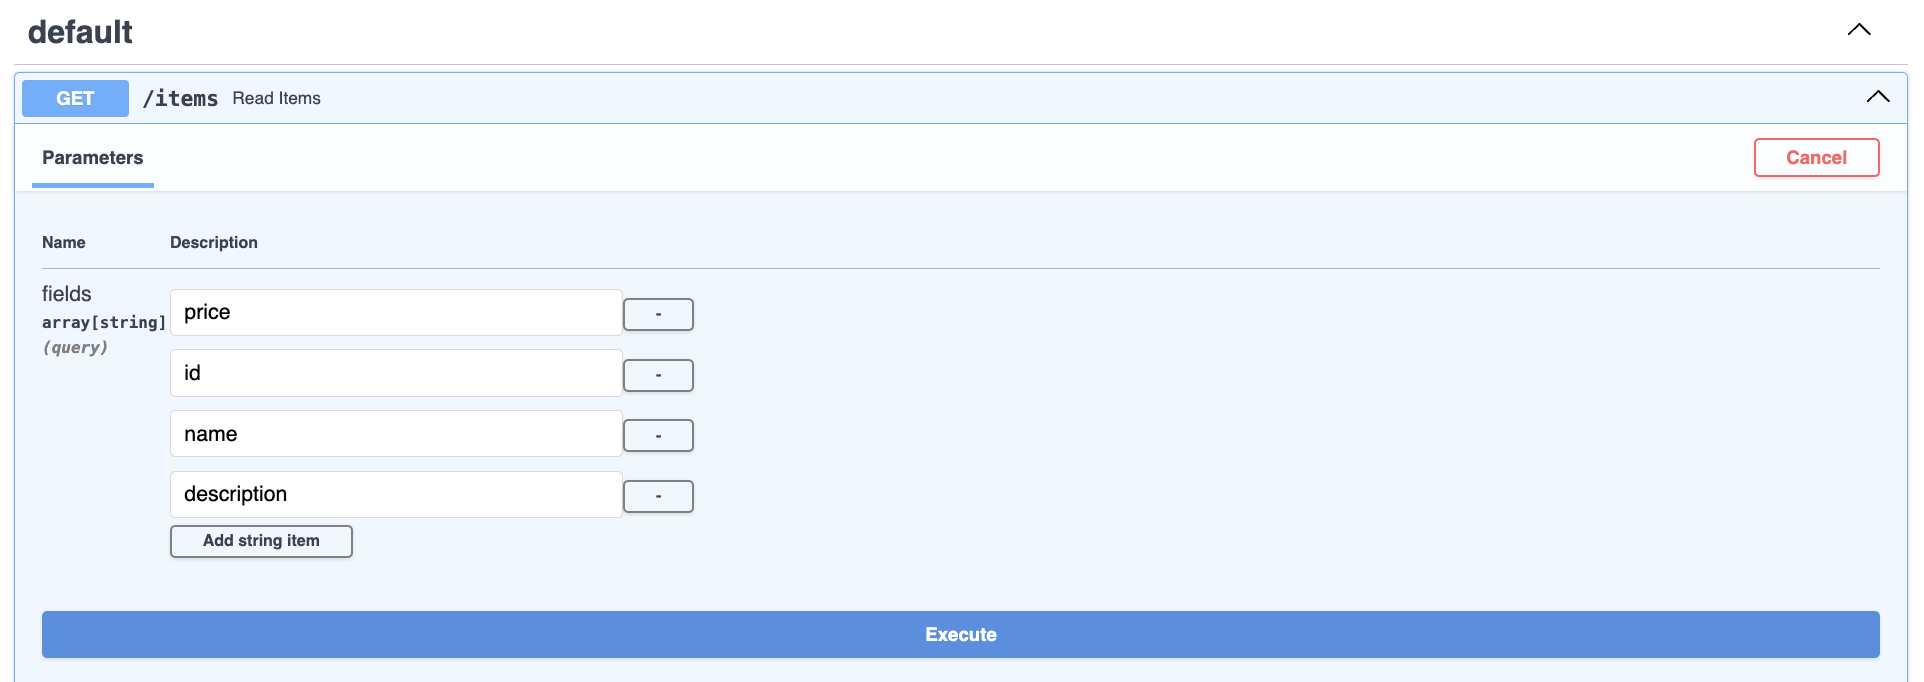 default
GET /items Read Items
Parameters
Cancel
Name Description
fields
array[string]
(query)
price -
id -
name -
description -
Add string item
Execute